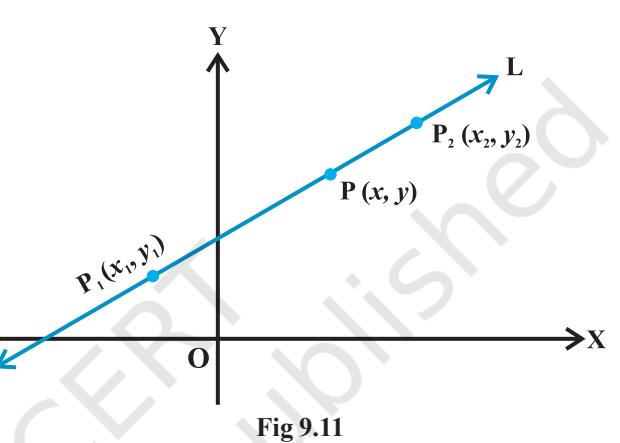 Y
L
P₂ (x₂, y₂)
P (x, y)
P₁ (x₁, y₁)
X
O
Fig 9.11